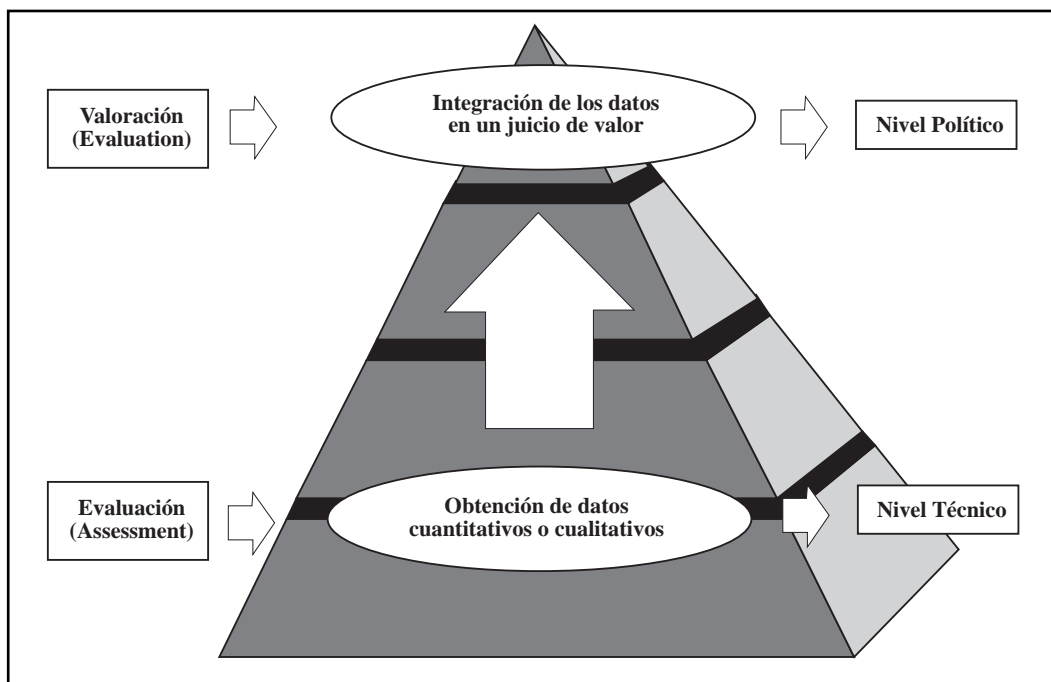 Valoración
(Evaluation)
Integración de los datos
en un juicio de valor
Nivel Político
Evaluación
(Assessment)
Obtención de datos
cuantitativos o cualitativos
Nivel Técnico